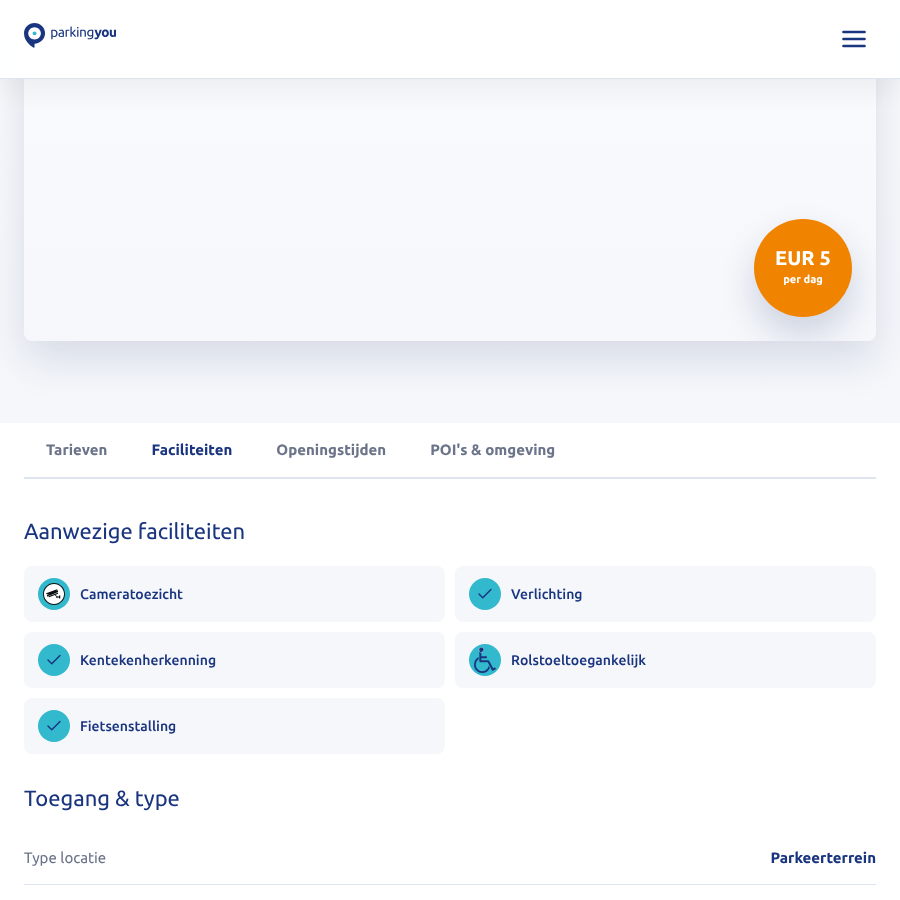 parkingyou
EUR 5
per dag
Tarieven
Faciliteiten
Openingstijden
POI's & omgeving
Aanwezige faciliteiten
Cameratoezicht
Verlichting
Kentekenherkenning
Rolstoeltoegankelijk
Fietsenstalling
Toegang & type
Type locatie
Parkeerterrein